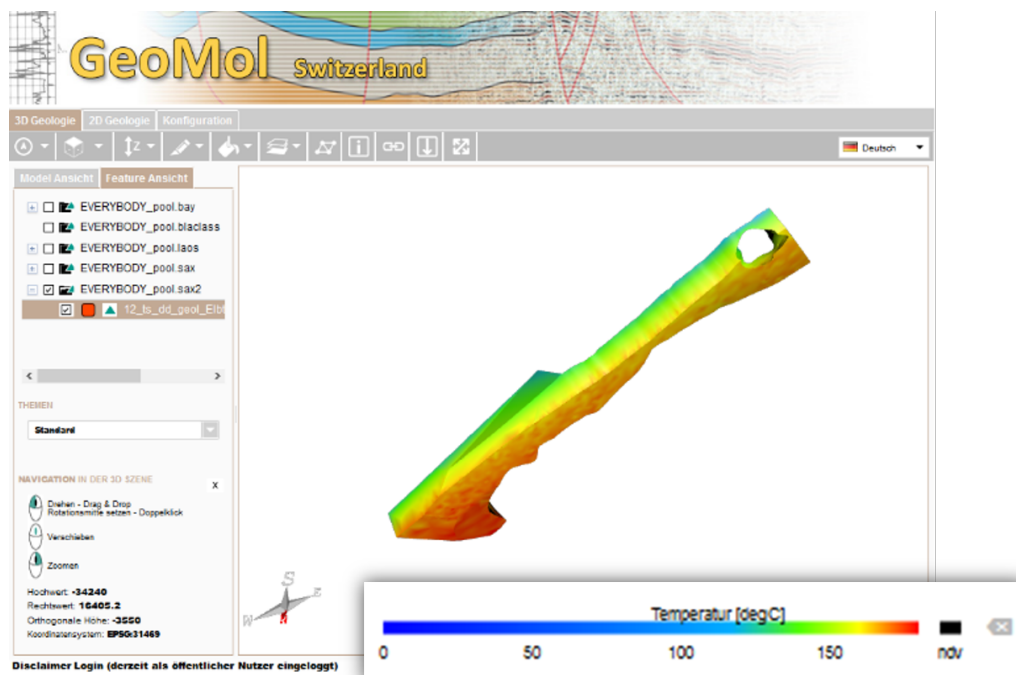 GeoMol Switzerland
3D Geologie 2D Geologie Konfiguration
Z
Deutsch
Model Ansicht Feature Ansicht
EVERYBODY_pool.bay
EVERYBODY_pool.blaclass
EVERYBODY_pool.laos
EVERYBODY_pool.sax
EVERYBODY_pool.sax2
12_ts_dd_geol_Elbt
THEMEN
Standard
NAVIGATION IN DER 3D SZENE
x
Drehen - Drag & Drop
Rotationsmitte setzen - Doppelklick
Verschieben
Zoomen
Hochwert: -34240
Rechtswert: 16405.2
Orthogonale Höhe: -3550
Koordinatensystem: EPSG:31469
S
E
W
N
Temperatur [degC]
0 50 100 150 ndv
Disclaimer Login (derzeit als öffentlicher Nutzer eingeloggt)